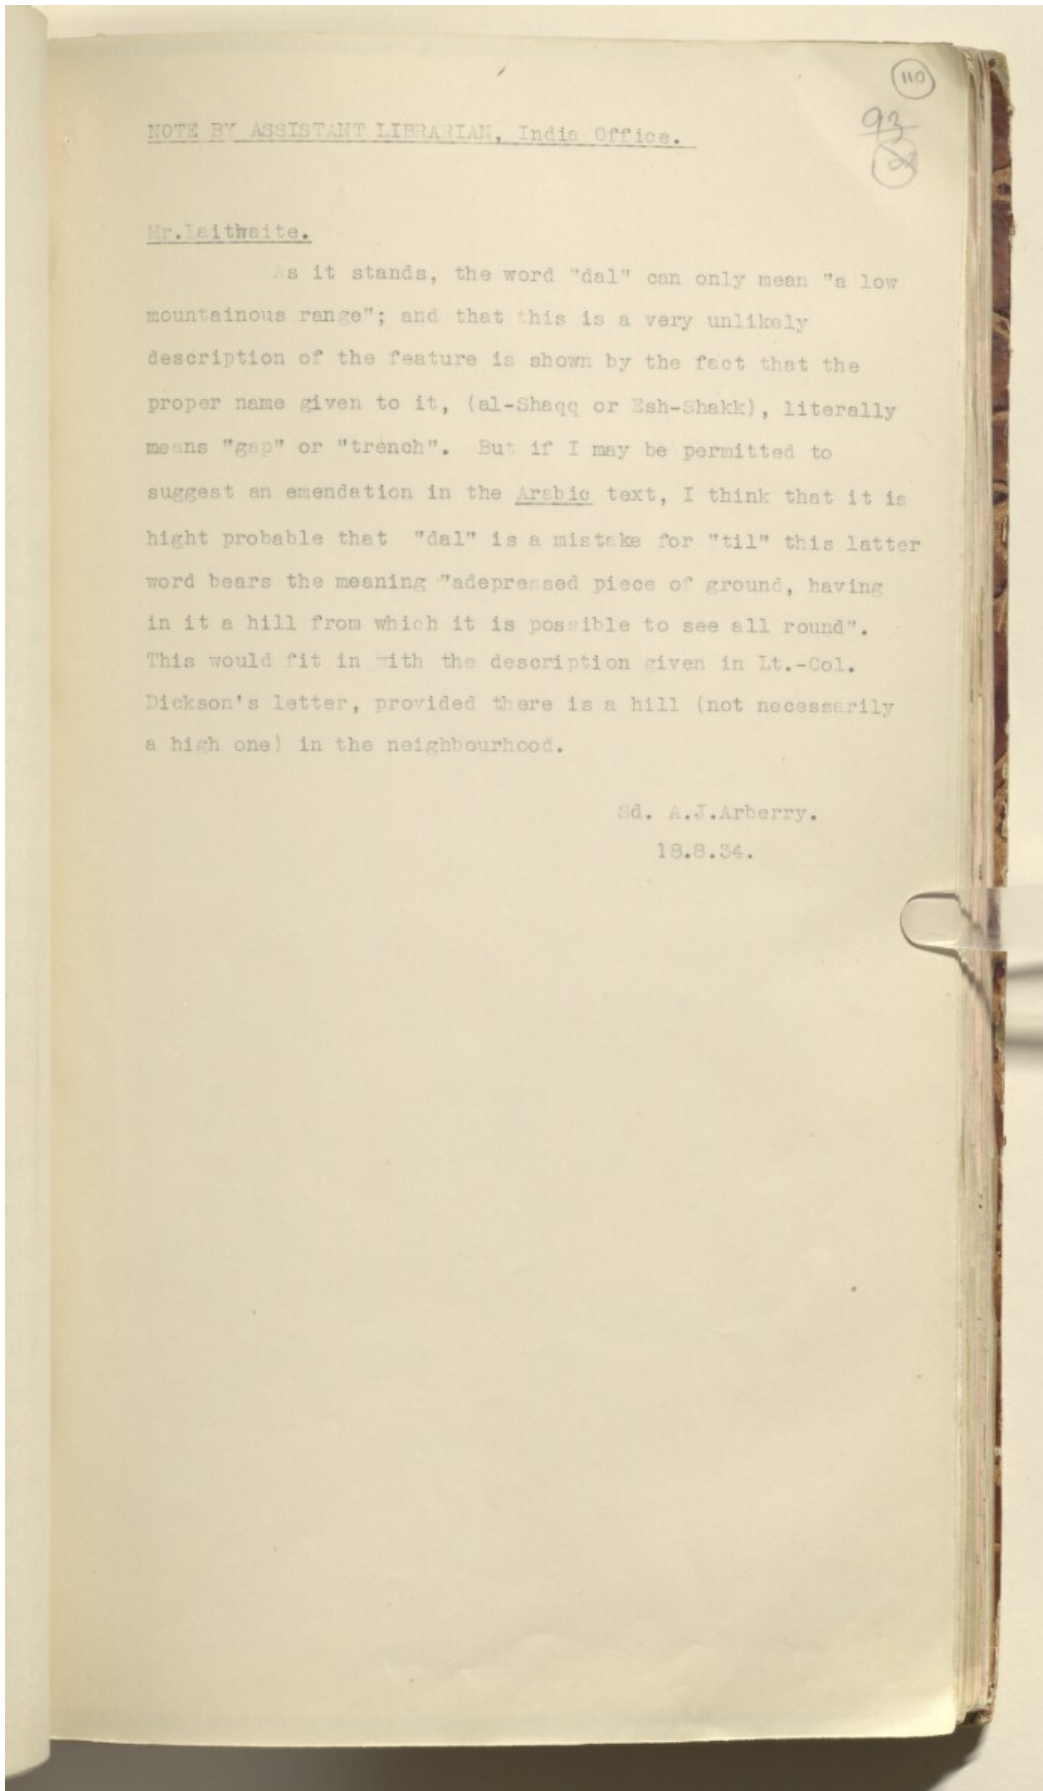 110
93
NOTE BY ASSISTANT LIBRARIAN, India Office.
Mr.Laithwaite.
As it stands, the word "dal" can only mean "a low
mountainous range"; and that this is a very unlikely
description of the feature is shown by the fact that the
proper name given to it, (al-Shaqq or Esh-Shakk), literally
means "gap" or "trench". But if I may be permitted to
suggest an emendation in the Arabic text, I think that it is
hight probable that "dal" is a mistake for "til" this latter
word bears the meaning "adepressed piece of ground, having
in it a hill from which it is possible to see all round".
This would fit in with the description given in Lt.-Col.
Dickson's letter, provided there is a hill (not necessarily
a high one) in the neighbourhood.
Sd. A.J.Arberry.
18.8.34.